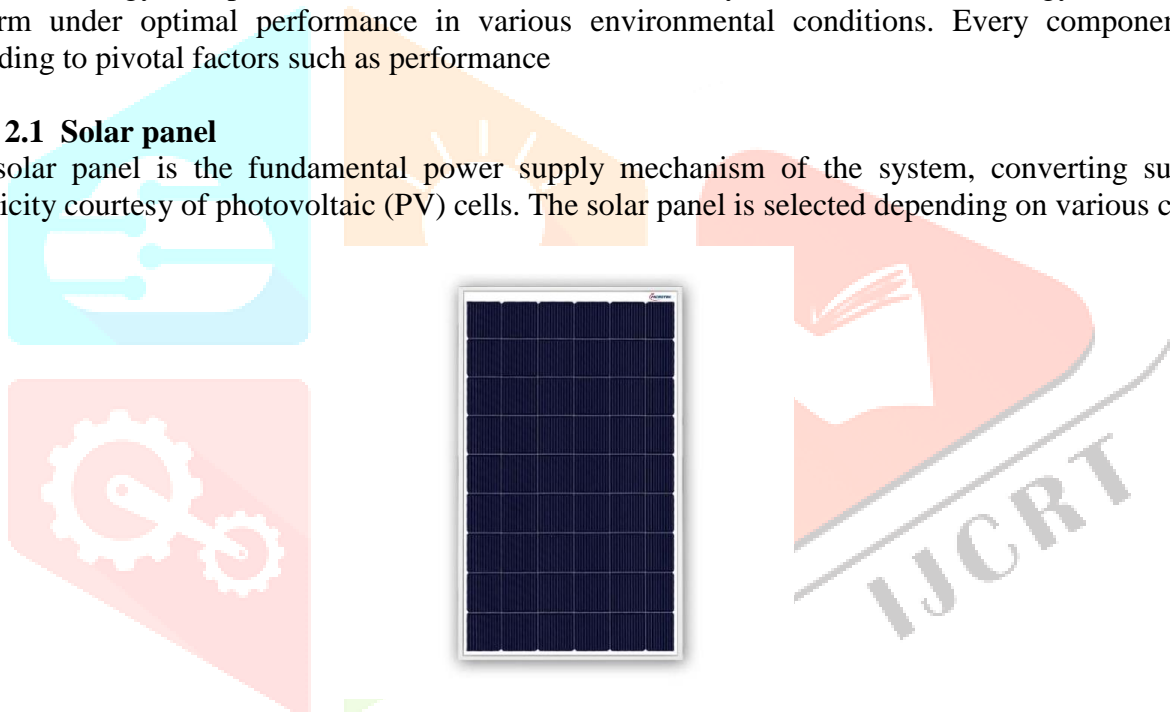 rm under optimal performance in various environmental conditions. Every component
ding to pivotal factors such as performance
2.1 Solar panel
solar panel is the fundamental power supply mechanism of the system, converting su
icity courtesy of photovoltaic (PV) cells. The solar panel is selected depending on various c
IJCRT